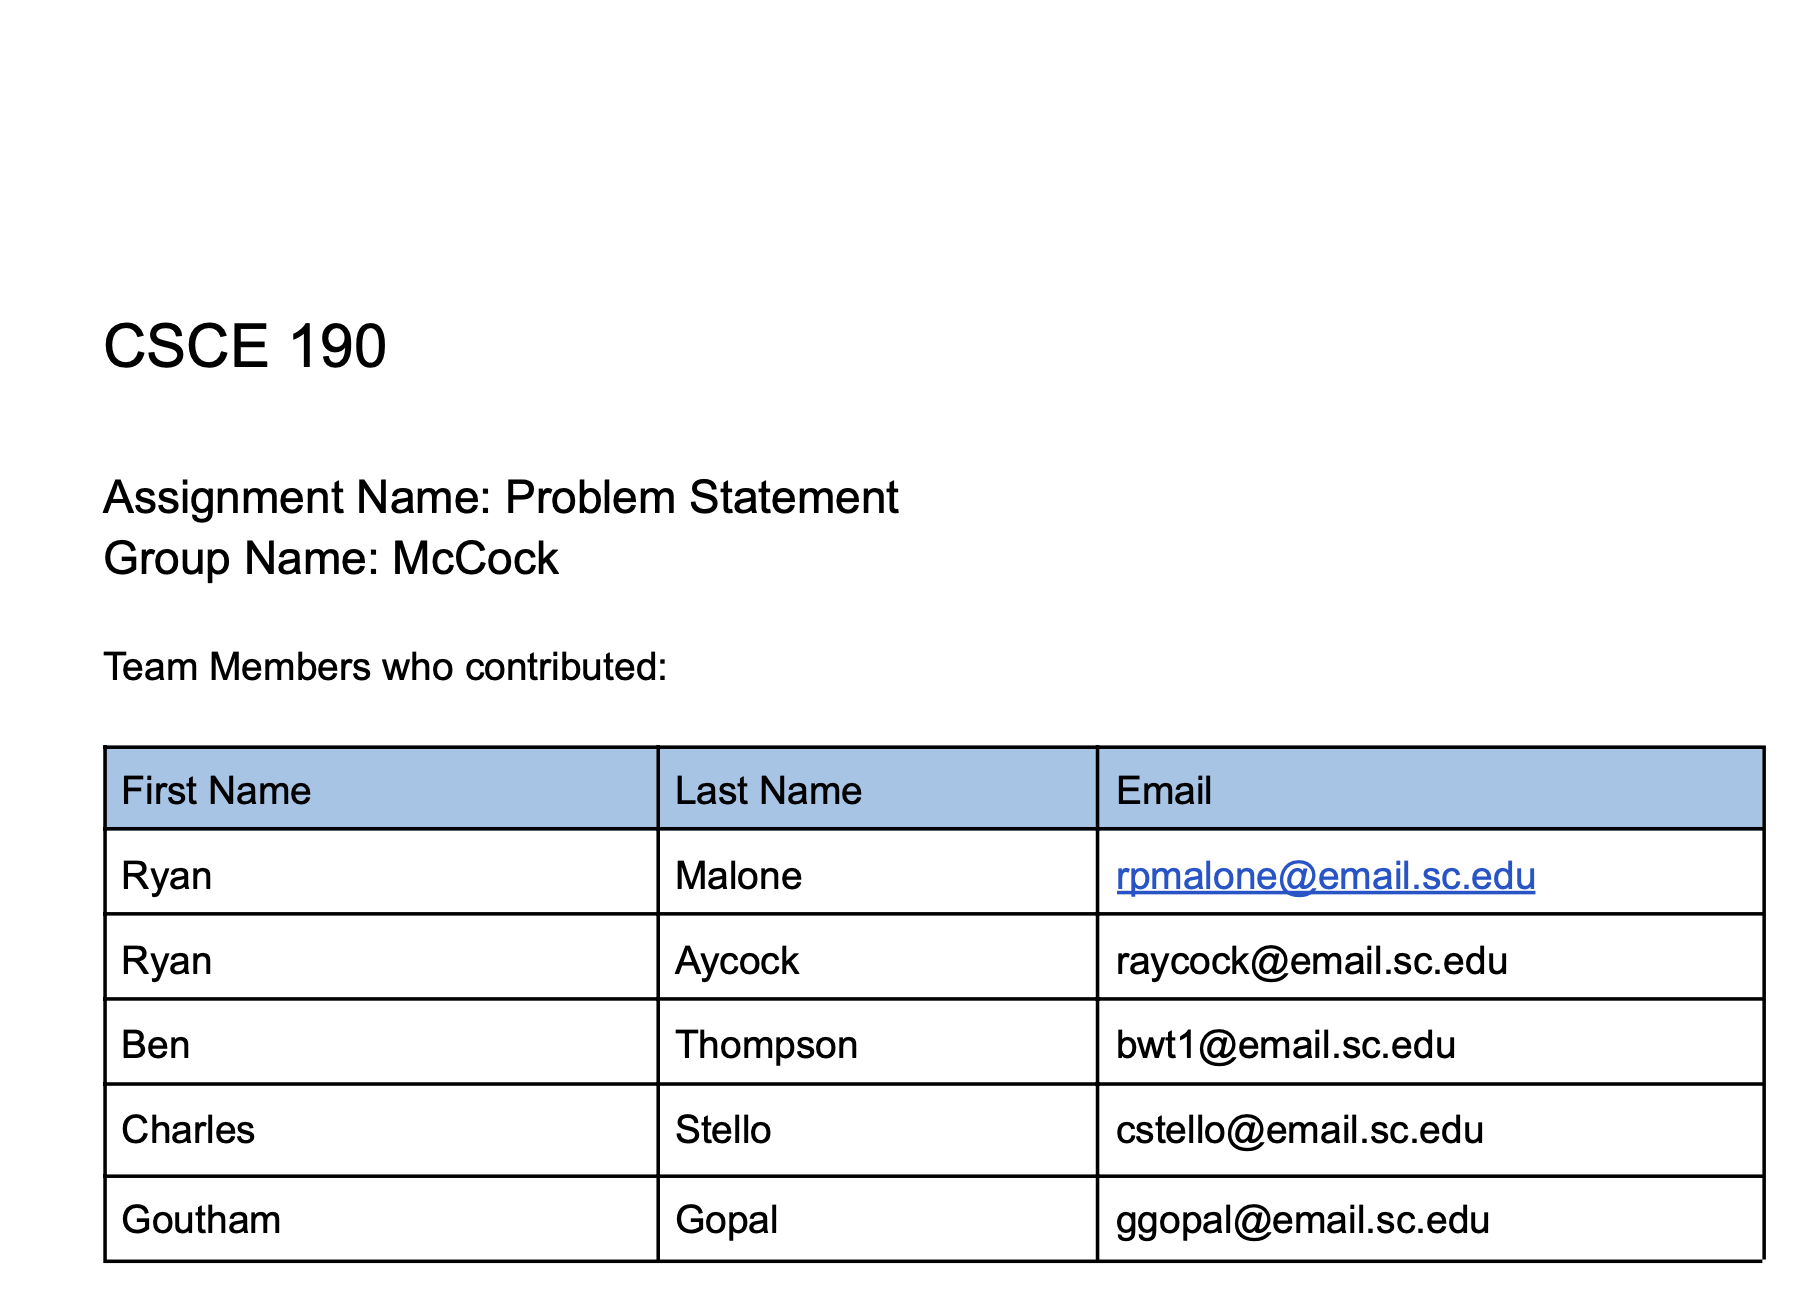 CSCE 190
Assignment Name: Problem Statement
Group Name: McCock
Team Members who contributed:
First Name Last Name Email
Ryan Malone rpmalone@email.sc.edu
Ryan Aycock raycock@email.sc.edu
Ben Thompson bwt1@email.sc.edu
Charles Stello cstello@email.sc.edu
Goutham Gopal ggopal@email.sc.edu